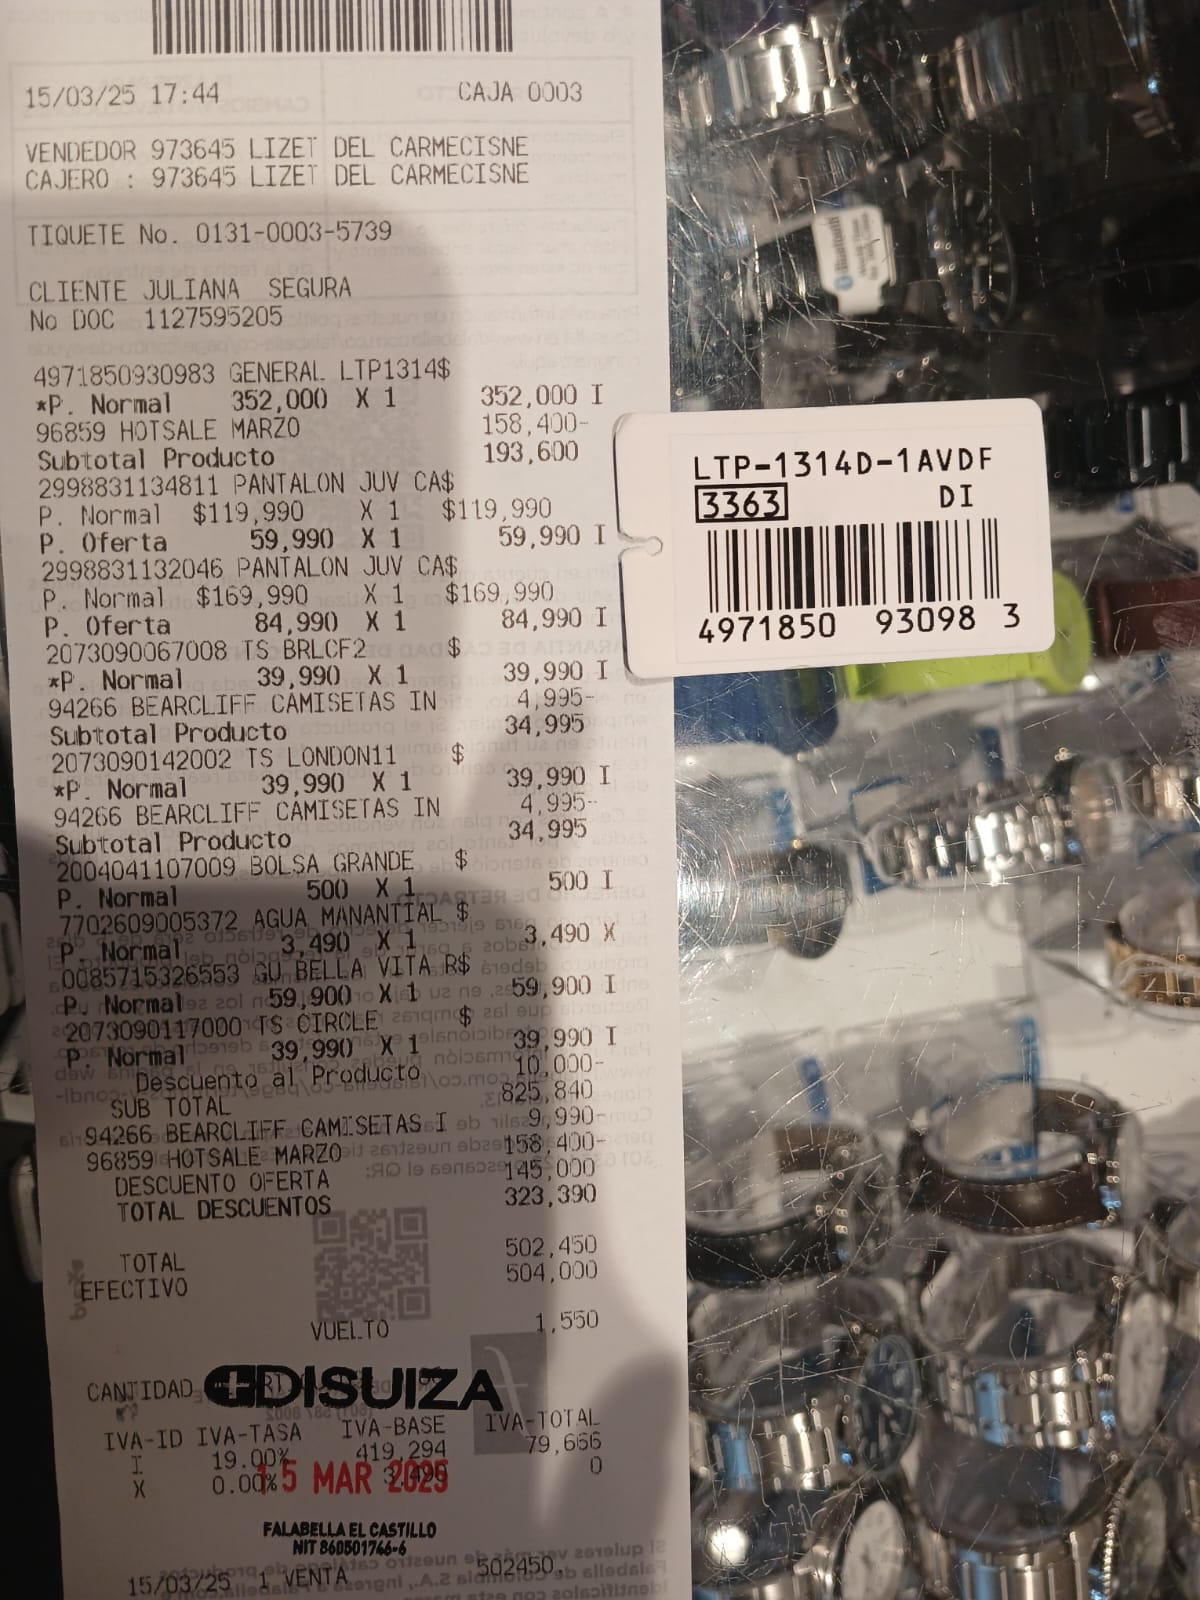 15/03/25 17:44 CAJA 0003
VENDEDOR 973645 LIZET DEL CARMECISNE
CAJERO : 973645 LIZET DEL CARMECISNE
TIQUETE No. 0131-0003-5739
CLIENTE JULIANA SEGURA
No DOC 1127595205
4971850930983 GENERAL LTP1314$
*P. Normal 352,000 X 1 352,000 I
96859 HOTSALE MARZO 158,400-
Subtotal Producto 193,600
2998831134811 PANTALON JUV CA$
P. Normal $119,990 X 1 $119,990
P. Oferta 59,990 X 1 59,990 I
2998831132046 PANTALON JUV CA$
P. Normal $169,990 X 1 $169,990
P. Oferta 84,990 X 1 84,990 I
2073090067008 TS BRLCF2 $
*P. Normal 39,990 X 1 39,990 I
94266 BEARCLIFF CAMISETAS IN 4,995-
Subtotal Producto 34,995
2073090142002 TS LONDON11 $
*P. Normal 39,990 X 1 39,990 I
94266 BEARCLIFF CAMISETAS IN 4,995-
Subtotal Producto 34,995
2004041107009 BOLSA GRANDE $
P. Normal 500 X 1 500 I
7702609005372 AGUA MANANTIAL $
P. Normal 3,490 X 1 3,490 X
0085715326553 GU BELLA VITA R$
P. Normal 59,900 X 1 59,900 I
2073090117000 TS CIRCLE $
P. Normal 39,990 X 1 39,990 I
Descuento al Producto 10,000-
SUB TOTAL 825,840
94266 BEARCLIFF CAMISETAS I 9,990-
96859 HOTSALE MARZO 158,400-
DESCUENTO OFERTA 145,000
TOTAL DESCUENTOS 323,390
TOTAL 502,450
EFECTIVO 504,000
VUELTO 1,550
CANTIDAD
DISUIZA
IVA-ID IVA-TASA IVA-BASE IVA-TOTAL
I 19.00% 419,294 79,666
X 0.00% 3,490 0
15 MAR 2025
FALABELLA EL CASTILLO
NIT 860501746-6
15/03/25 1 VENTA 502450,
LTP-1314D-1AVDF
3363 DI
4971850 93098 3
Bluetooth